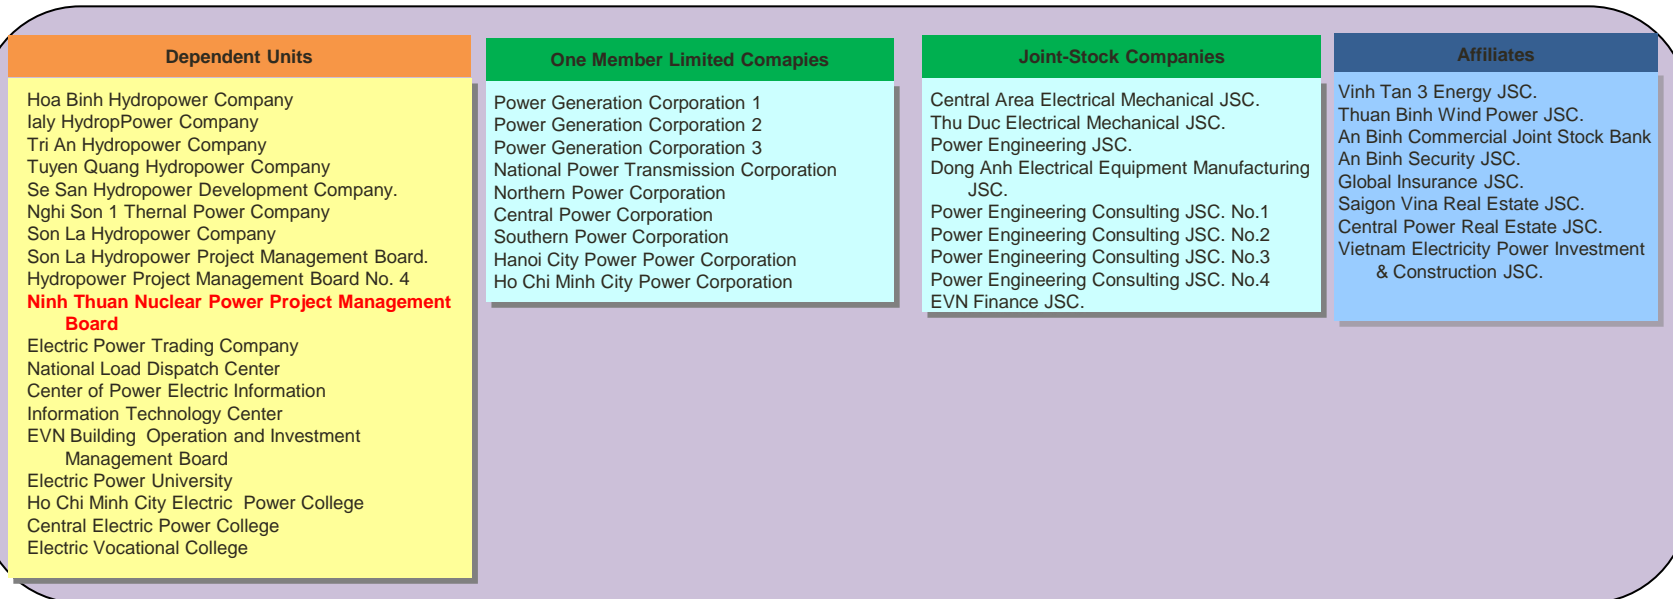 Dependent Units
Hoa Binh Hydropower Company
Ialy HydropPower Company
Tri An Hydropower Company
Tuyen Quang Hydropower Company
Se San Hydropower Development Company.
Nghi Son 1 Thernal Power Company
Son La Hydropower Company
Son La Hydropower Project Management Board.
Hydropower Project Management Board No. 4
Ninh Thuan Nuclear Power Project Management
Board
Electric Power Trading Company
National Load Dispatch Center
Center of Power Electric Information
Information Technology Center
EVN Building Operation and Investment
Management Board
Electric Power University
Ho Chi Minh City Electric Power College
Central Electric Power College
Electric Vocational College
One Member Limited Comapies
Power Generation Corporation 1
Power Generation Corporation 2
Power Generation Corporation 3
National Power Transmission Corporation
Northern Power Corporation
Central Power Corporation
Southern Power Corporation
Hanoi City Power Power Corporation
Ho Chi Minh City Power Corporation
Joint-Stock Companies
Central Area Electrical Mechanical JSC.
Thu Duc Electrical Mechanical JSC.
Power Engineering JSC.
Dong Anh Electrical Equipment Manufacturing
JSC.
Power Engineering Consulting JSC. No.1
Power Engineering Consulting JSC. No.2
Power Engineering Consulting JSC. No.3
Power Engineering Consulting JSC. No.4
EVN Finance JSC.
Affiliates
Vinh Tan 3 Energy JSC.
Thuan Binh Wind Power JSC.
An Binh Commercial Joint Stock Bank
An Binh Security JSC.
Global Insurance JSC.
Saigon Vina Real Estate JSC.
Central Power Real Estate JSC.
Vietnam Electricity Power Investment
& Construction JSC.